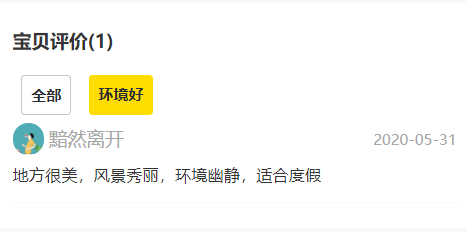 宝贝评价(1)
全部 环境好
黯然离开 2020-05-31
地方很美，风景秀丽，环境幽静，适合度假